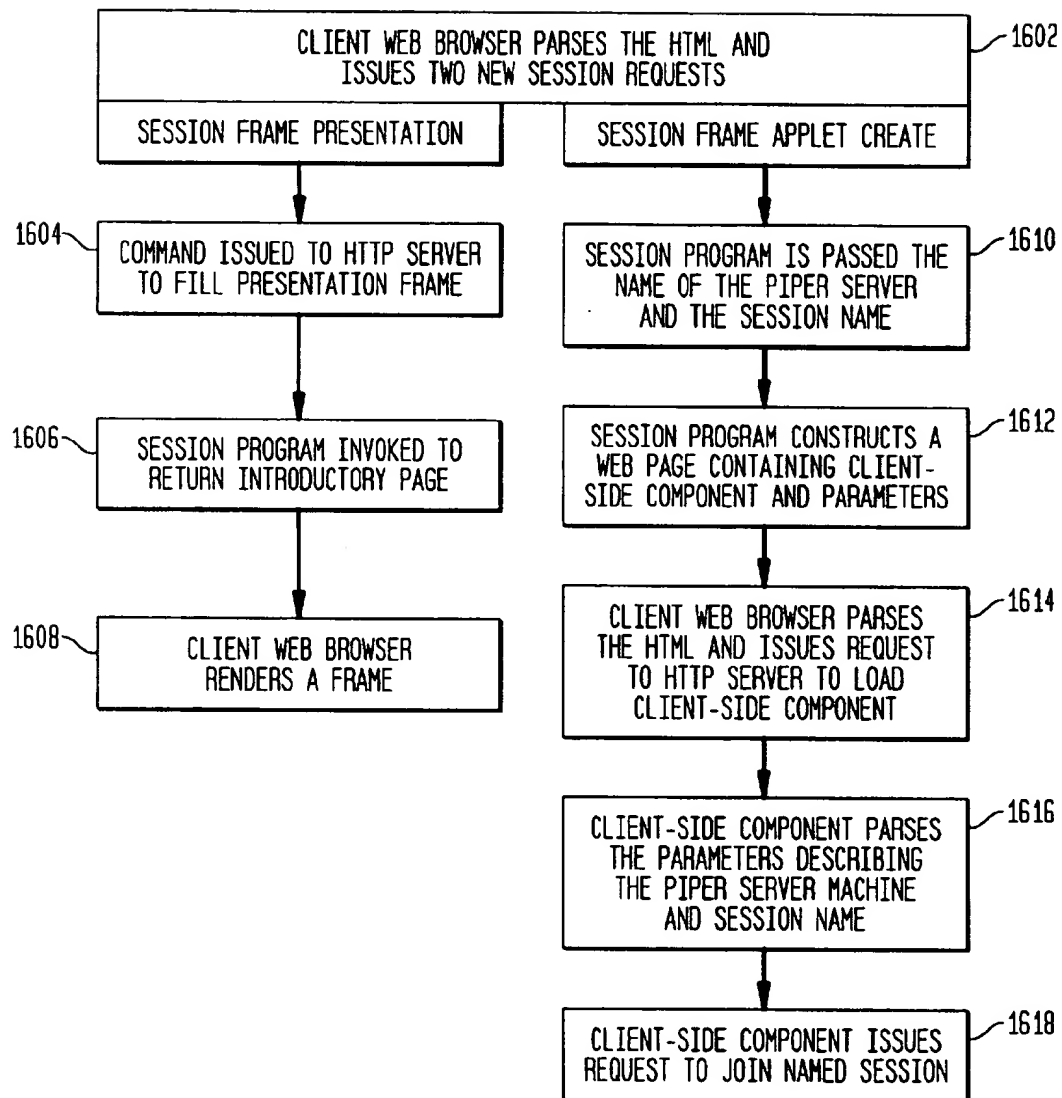 CLIENT WEB BROWSER PARSES THE HTML AND
ISSUES TWO NEW SESSION REQUESTS
1602
SESSION FRAME PRESENTATION
SESSION FRAME APPLET CREATE
1604
COMMAND ISSUED TO HTTP SERVER
TO FILL PRESENTATION FRAME
1606
SESSION PROGRAM INVOKED TO
RETURN INTRODUCTORY PAGE
1608
CLIENT WEB BROWSER
RENDERS A FRAME
1610
SESSION PROGRAM IS PASSED THE
NAME OF THE PIPER SERVER
AND THE SESSION NAME
1612
SESSION PROGRAM CONSTRUCTS A
WEB PAGE CONTAINING CLIENT-
SIDE COMPONENT AND PARAMETERS
1614
CLIENT WEB BROWSER PARSES
THE HTML AND ISSUES REQUEST
TO HTTP SERVER TO LOAD
CLIENT-SIDE COMPONENT
1616
CLIENT-SIDE COMPONENT PARSES
THE PARAMETERS DESCRIBING
THE PIPER SERVER MACHINE
AND SESSION NAME
1618
CLIENT-SIDE COMPONENT ISSUES
REQUEST TO JOIN NAMED SESSION